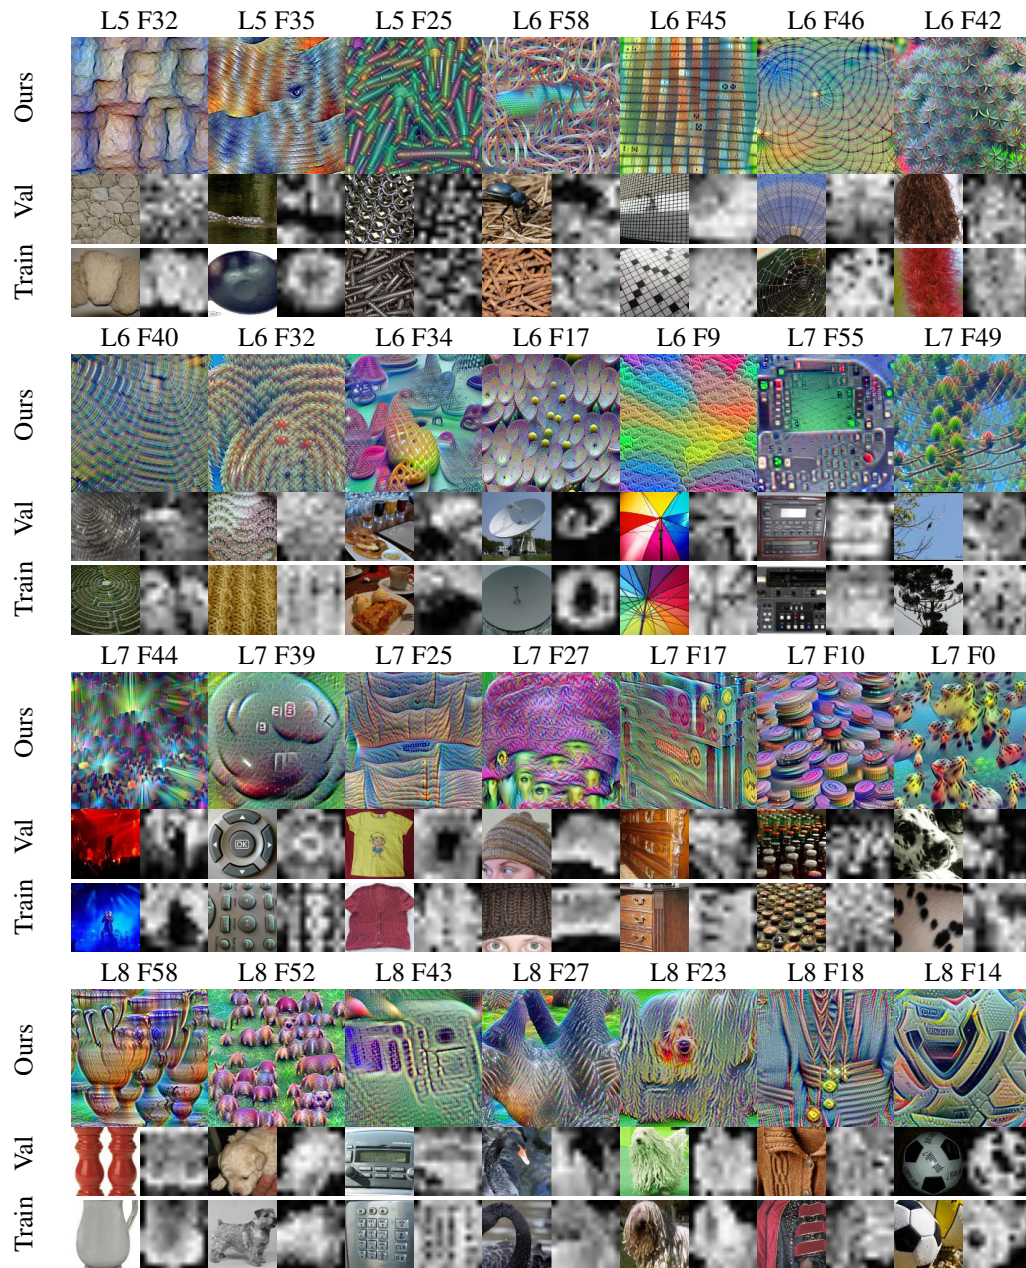 L5 F32 L5 F35 L5 F25 L6 F58 L6 F45 L6 F46 L6 F42
Ours
Val
Train
L6 F40 L6 F32 L6 F34 L6 F17 L6 F9 L7 F55 L7 F49
Ours
Val
Train
L7 F44 L7 F39 L7 F25 L7 F27 L7 F17 L7 F10 L7 F0
Ours
Val
OK
Train
L8 F58 L8 F52 L8 F43 L8 F27 L8 F23 L8 F18 L8 F14
Ours
Val
Train